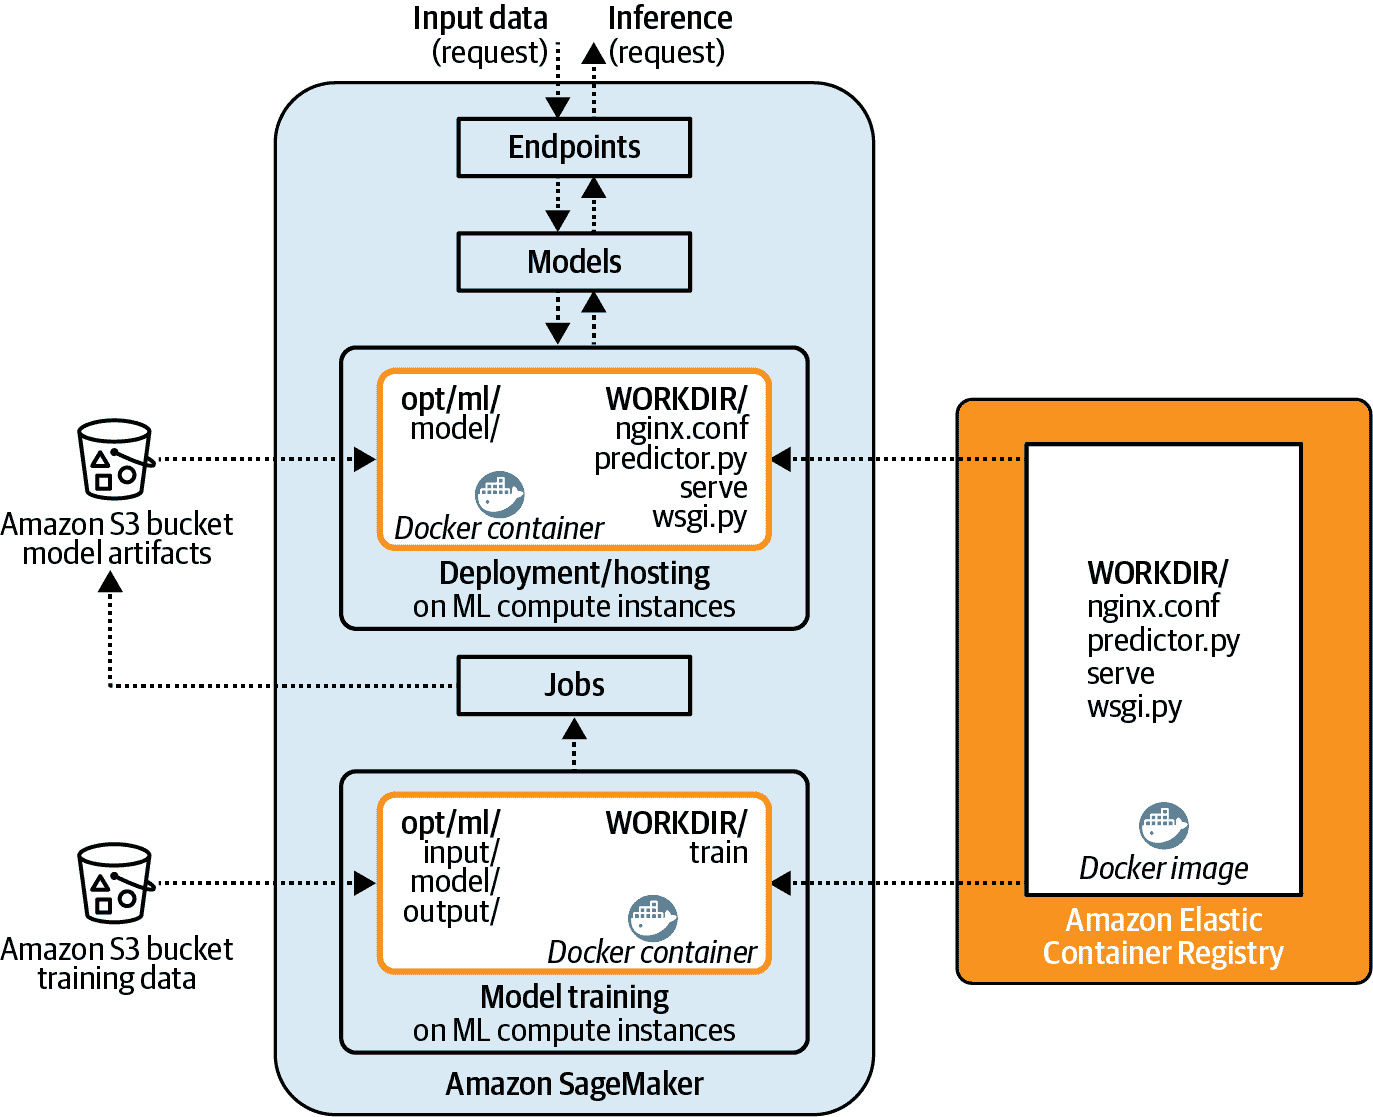 Input data
(request)
Inference
(request)
Endpoints
Models
opt/ml/
model/
WORKDIR/
nginx.conf
predictor.py
serve
wsgi.py
Docker container
Deployment/hosting
on ML compute instances
Amazon S3 bucket
model artifacts
Jobs
opt/ml/
input/
model/
output/
WORKDIR/
train
Docker container
Model training
on ML compute instances
Amazon S3 bucket
training data
Amazon SageMaker
WORKDIR/
nginx.conf
predictor.py
serve
wsgi.py
Docker image
Amazon Elastic
Container Registry